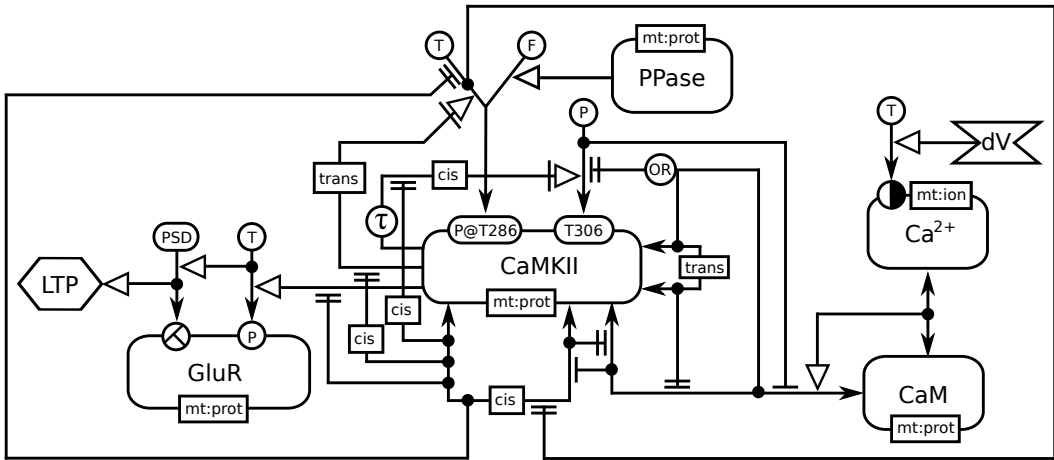 T
F
mt:prot
PPase
P
T
dV
trans
cis
OR
τ
mt:ion
Ca2+
PSD
T
P@T286
T306
CaMKII
trans
LTP
mt:prot
cis
cis
P
GluR
mt:prot
cis
CaM
mt:prot